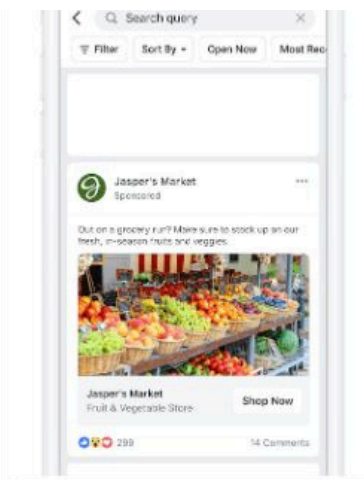 Search query
Filter
Sort By
Open Now
Most Rec
Jasper's Market
Sponsored
Out on a grocery run? Make sure to stock up on our
fresh, in-season fruits and veggies.
Jasper's Market
Fruit & Vegetable Store
Shop Now
299
14 Comments